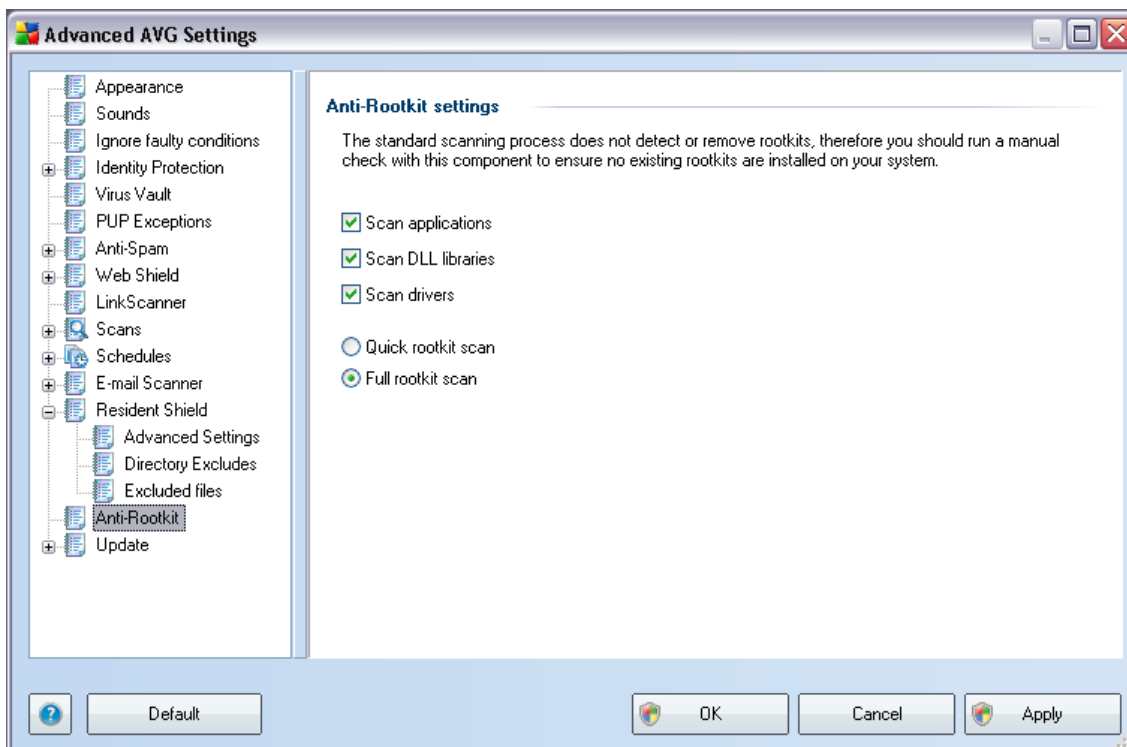 Advanced AVG Settings
Appearance
Sounds
Ignore faulty conditions
Identity Protection
Virus Vault
PUP Exceptions
Anti-Spam
Web Shield
LinkScanner
Scans
Schedules
E-mail Scanner
Resident Shield
Advanced Settings
Directory Excludes
Excluded files
Anti-Rootkit
Update
Anti-Rootkit settings
The standard scanning process does not detect or remove rootkits, therefore you should run a manual
check with this component to ensure no existing rootkits are installed on your system.
Scan applications
Scan DLL libraries
Scan drivers
Quick rootkit scan
Full rootkit scan
? Default OK Cancel Apply